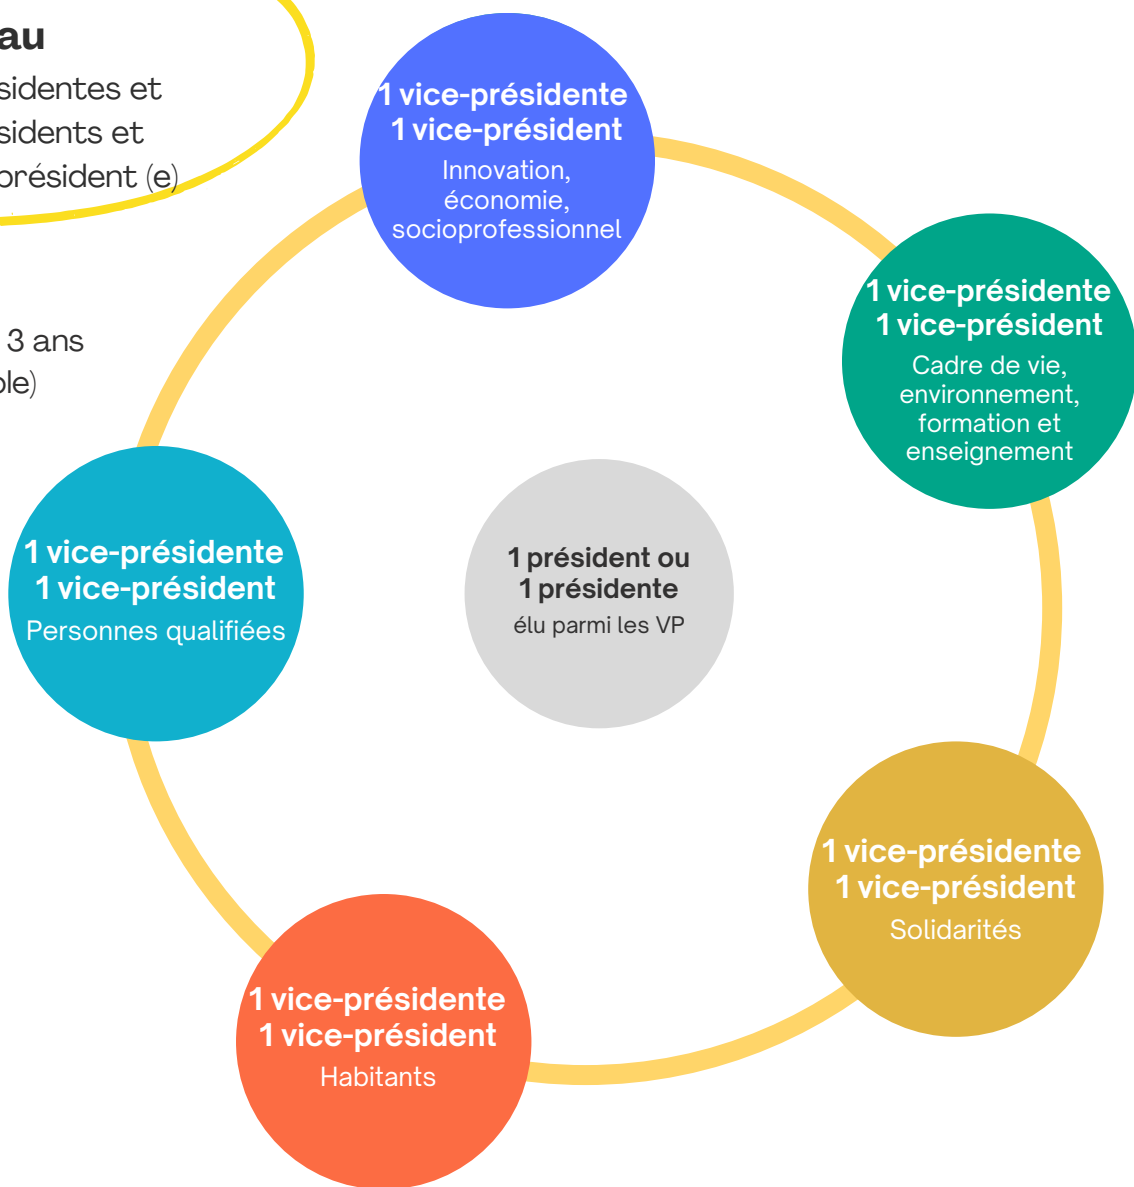 au
sidentes et
sidents et
président (e)
3 ans
ole)
1 vice-présidente
1 vice-président
Innovation,
économie,
socioprofessionnel
1 vice-présidente
1 vice-président
Cadre de vie,
environnement,
formation et
enseignement
1 vice-présidente
1 vice-président
Personnes qualifiées
1 président ou
1 présidente
élu parmi les VP
1 vice-présidente
1 vice-président
Solidarités
1 vice-présidente
1 vice-président
Habitants